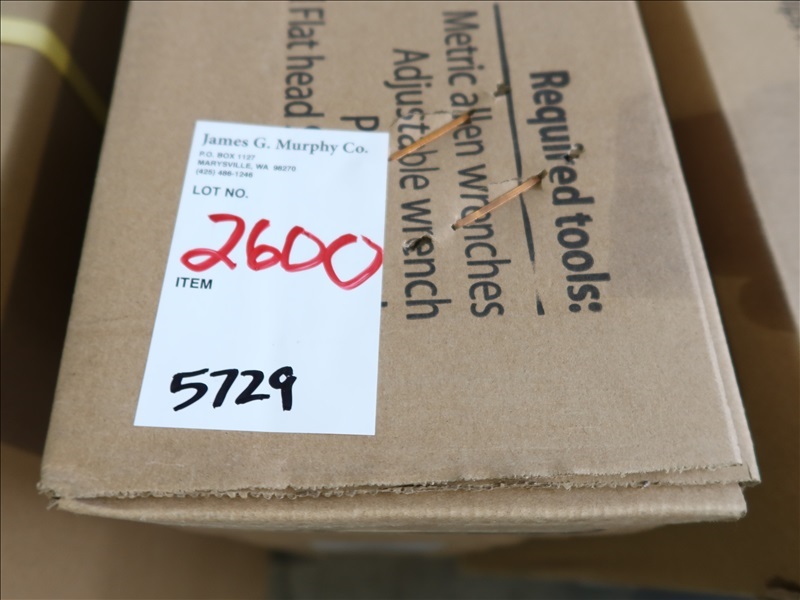 James G. Murphy Co.
P.O. BOX 1127
MARYSVILLE, WA 98270
(425) 486-1246
LOT NO.
2600
ITEM
5729
Required tools:
Metric allen wrenches
Adjustable wrench
Flat head